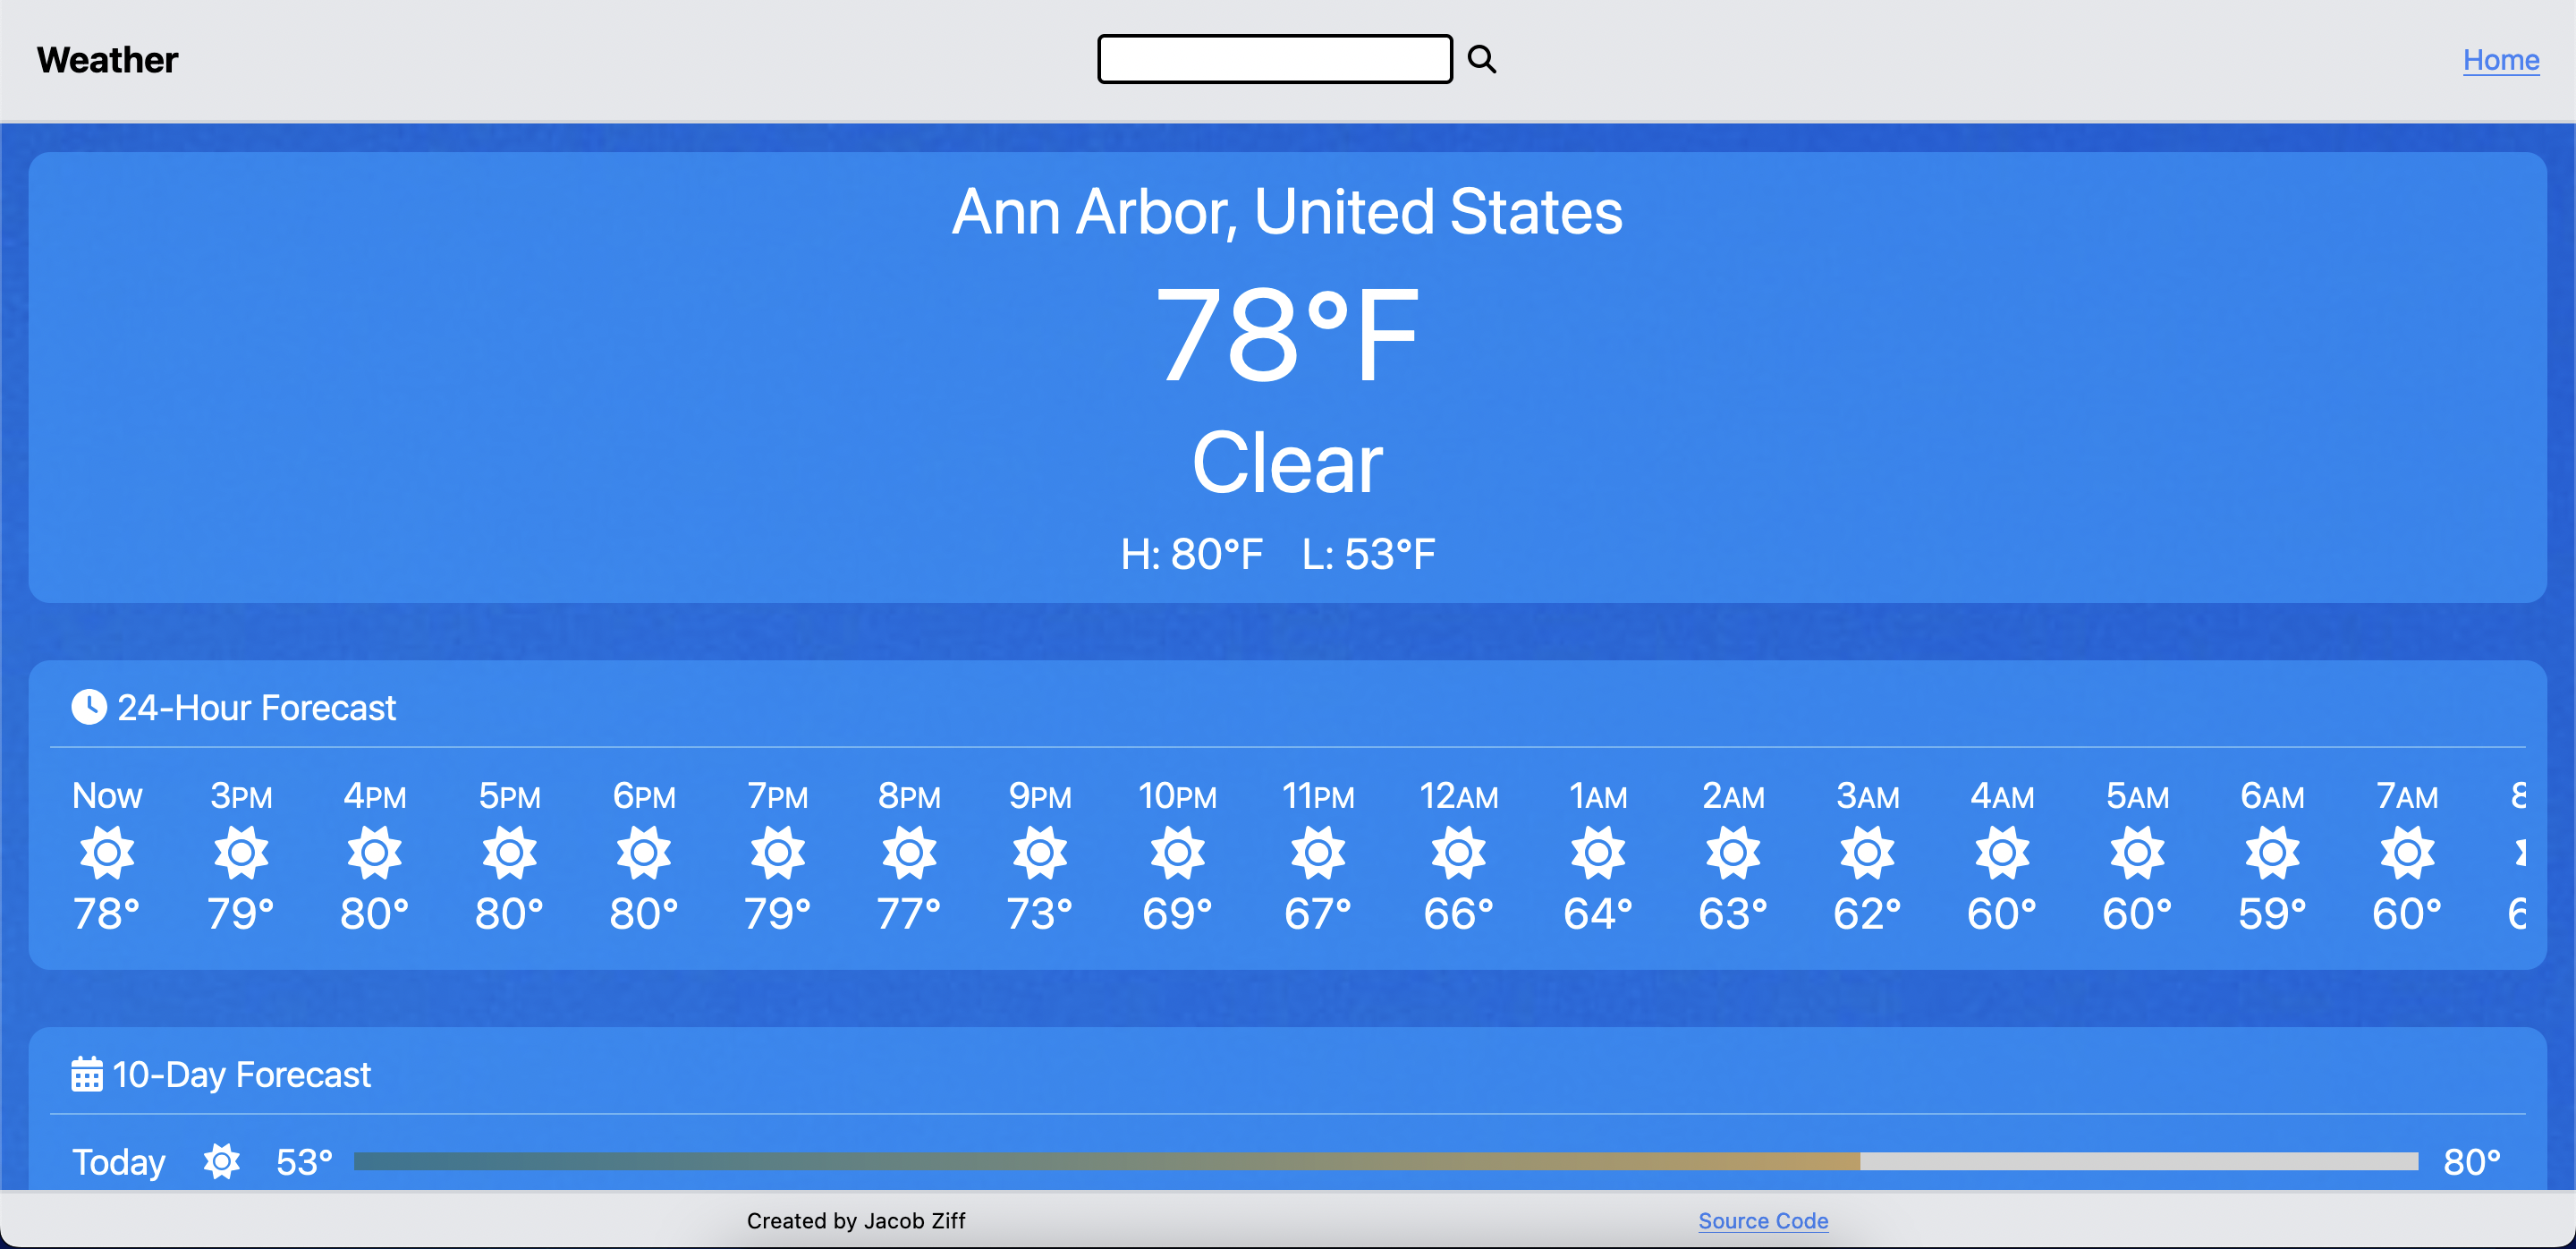 Weather
Home
Ann Arbor, United States
78°F
Clear
H: 80°F L: 53°F
24-Hour Forecast
Now 3PM 4PM 5PM 6PM 7PM 8PM 9PM 10PM 11PM 12AM 1AM 2AM 3AM 4AM 5AM 6AM 7AM 8
78° 79° 80° 80° 80° 79° 77° 73° 69° 67° 66° 64° 63° 62° 60° 60° 59° 60° 6
10-Day Forecast
Today 53° 80°
Created by Jacob Ziff Source Code